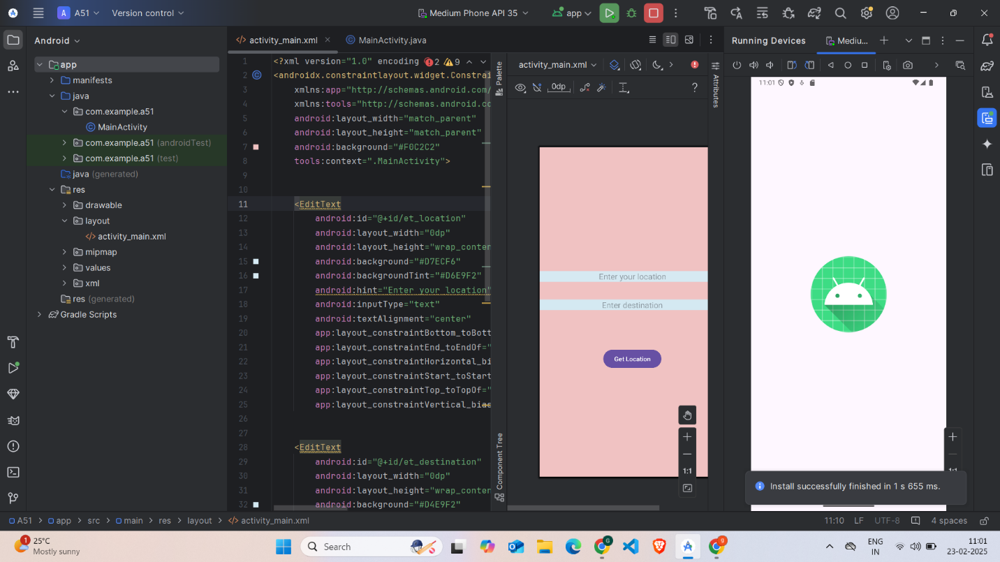 A A51 Version control Medium Phone API 35 app
Android
activity_main.xml MainActivity.java
Running Devices Mediu...
app
manifests
java
com.example.a51
MainActivity
com.example.a51 (androidTest)
com.example.a51 (test)
java (generated)
res
drawable
layout
activity_main.xml
mipmap
values
xml
res (generated)
Gradle Scripts
1 <?xml version="1.0" encoding 2 9
2 <androidx.constraintlayout.widget.Constrai
3 xmlns:app="http://schemas.android.com/
4 xmlns:tools="http://schemas.android.co
5 android:layout_width="match_parent"
6 android:layout_height="match_parent"
7 android:background="#F0C2C2"
8 tools:context=".MainActivity">
9
10
11 <EditText
12 android:id="@+id/et_location"
13 android:layout_width="0dp"
14 android:layout_height="wrap_conten
15 android:background="#D7ECF6"
16 android:backgroundTint="#D6E9F2"
17 android:hint="Enter your location"
18 android:inputType="text"
19 android:textAlignment="center"
20 app:layout_constraintBottom_toBott
21 app:layout_constraintEnd_toEndOf="
22 app:layout_constraintHorizontal_bi
23 app:layout_constraintStart_toStart
24 app:layout_constraintTop_toTopOf="
25 app:layout_constraintVertical_bias
26
27
28 <EditText
29 android:id="@+id/et_destination"
30 android:layout_width="0dp"
31 android:layout_height="wrap_conten
32 android:background="#D4E9F2"
Palette
Component Tree
activity_main.xml
0dp
?
Attributes
Enter your location
Enter destination
Get Location
1:1
11:01
Install successfully finished in 1 s 655 ms.
A51 app src main res layout activity_main.xml
11:10 LF UTF-8 4 spaces
1
25°C
Mostly sunny
Search
G
g
ENG
IN
11:01
23-02-2025